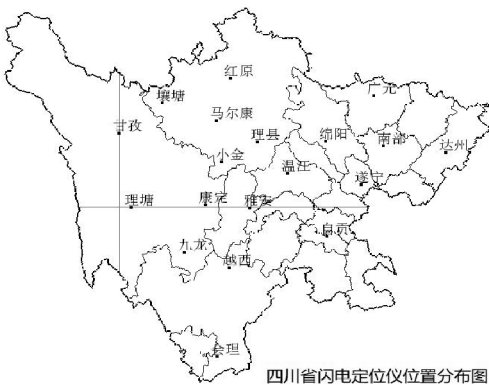 红原
广元
壤塘
马尔康
甘孜
理县
绵阳
南部
达州
小金
温江
遂宁
理塘
康定
雅安
自贡
九龙
越西
会理
四川省闪电定位仪位置分布图